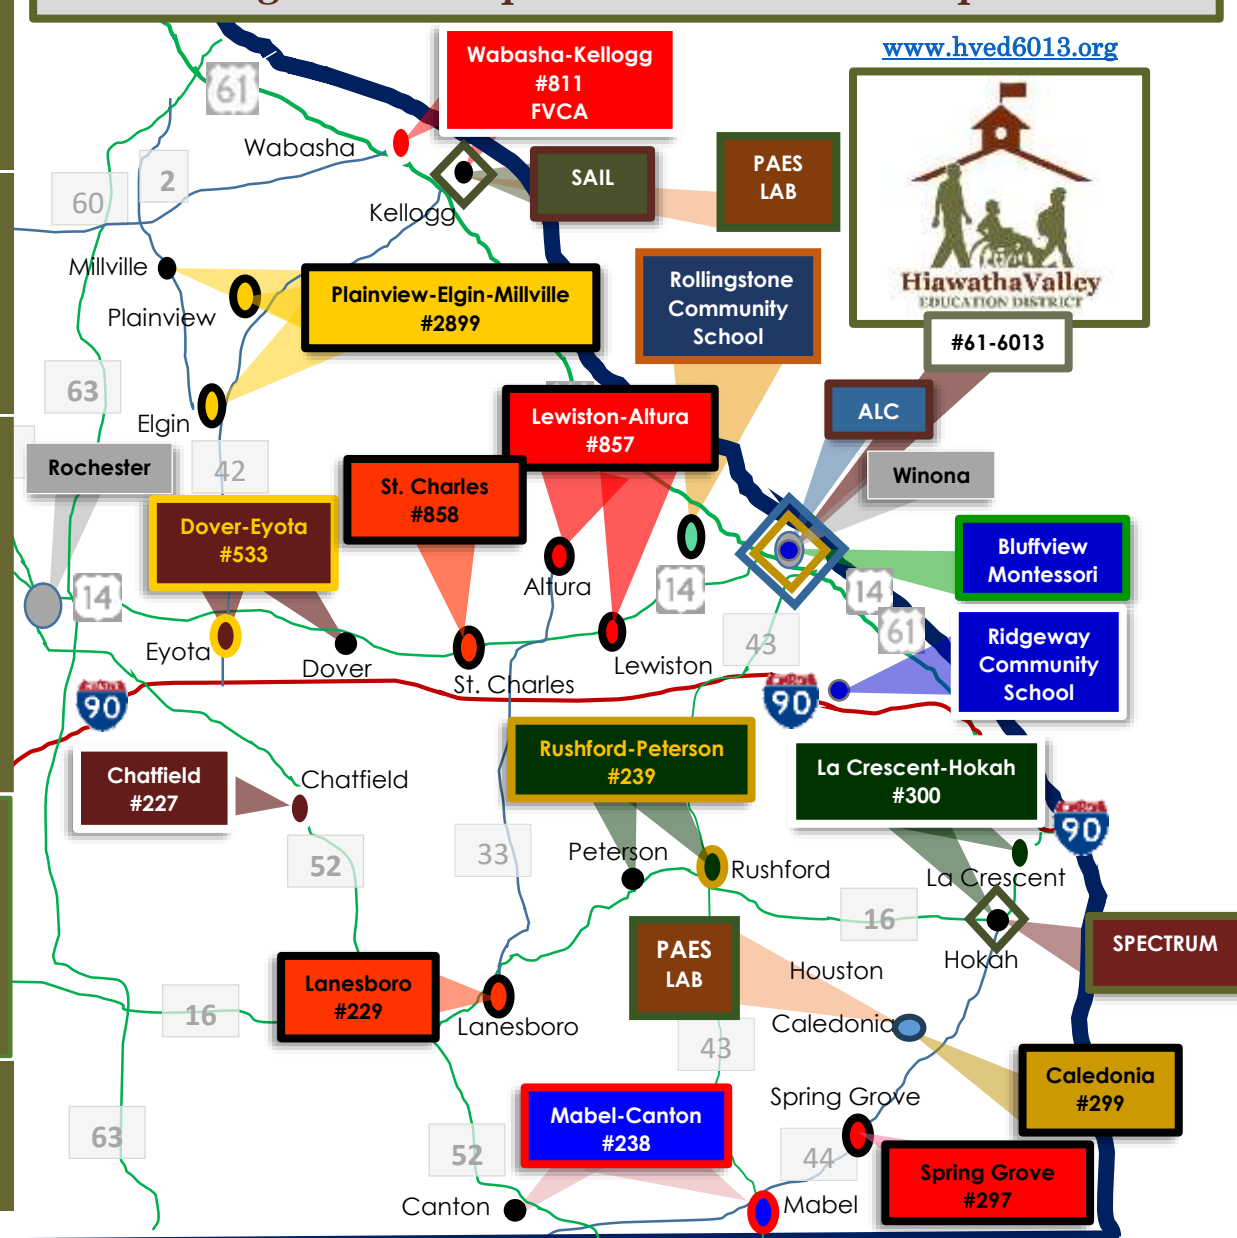 www.hved6013.org
Wabasha-Kellogg
#811
FVCA
61
Wabasha
2
60
SAIL
PAES
LAB
Kellogg
HiawathaValley
EDUCATION DISTRICT
#61-6013
Millville
Plainview
Plainview-Elgin-Millville
#2899
Rollingstone
Community
School
63
Elgin
Lewiston-Altura
#857
ALC
Rochester
42
St. Charles
#858
Winona
Dover-Eyota
#533
Bluffview
Montessori
14
Altura
14
14
61
43
Eyota
Dover
St. Charles
Lewiston
Ridgeway
Community
School
90
90
Rushford-Peterson
#239
La Crescent-Hokah
#300
Chatfield
#227
Chatfield
52
33
Peterson
Rushford
90
La Crescent
16
Hokah
SPECTRUM
PAES
LAB
Houston
Lanesboro
#229
16
Lanesboro
Caledonia
43
Caledonia
#299
Spring Grove
Mabel-Canton
#238
63
52
44
Spring Grove
#297
Canton
Mabel